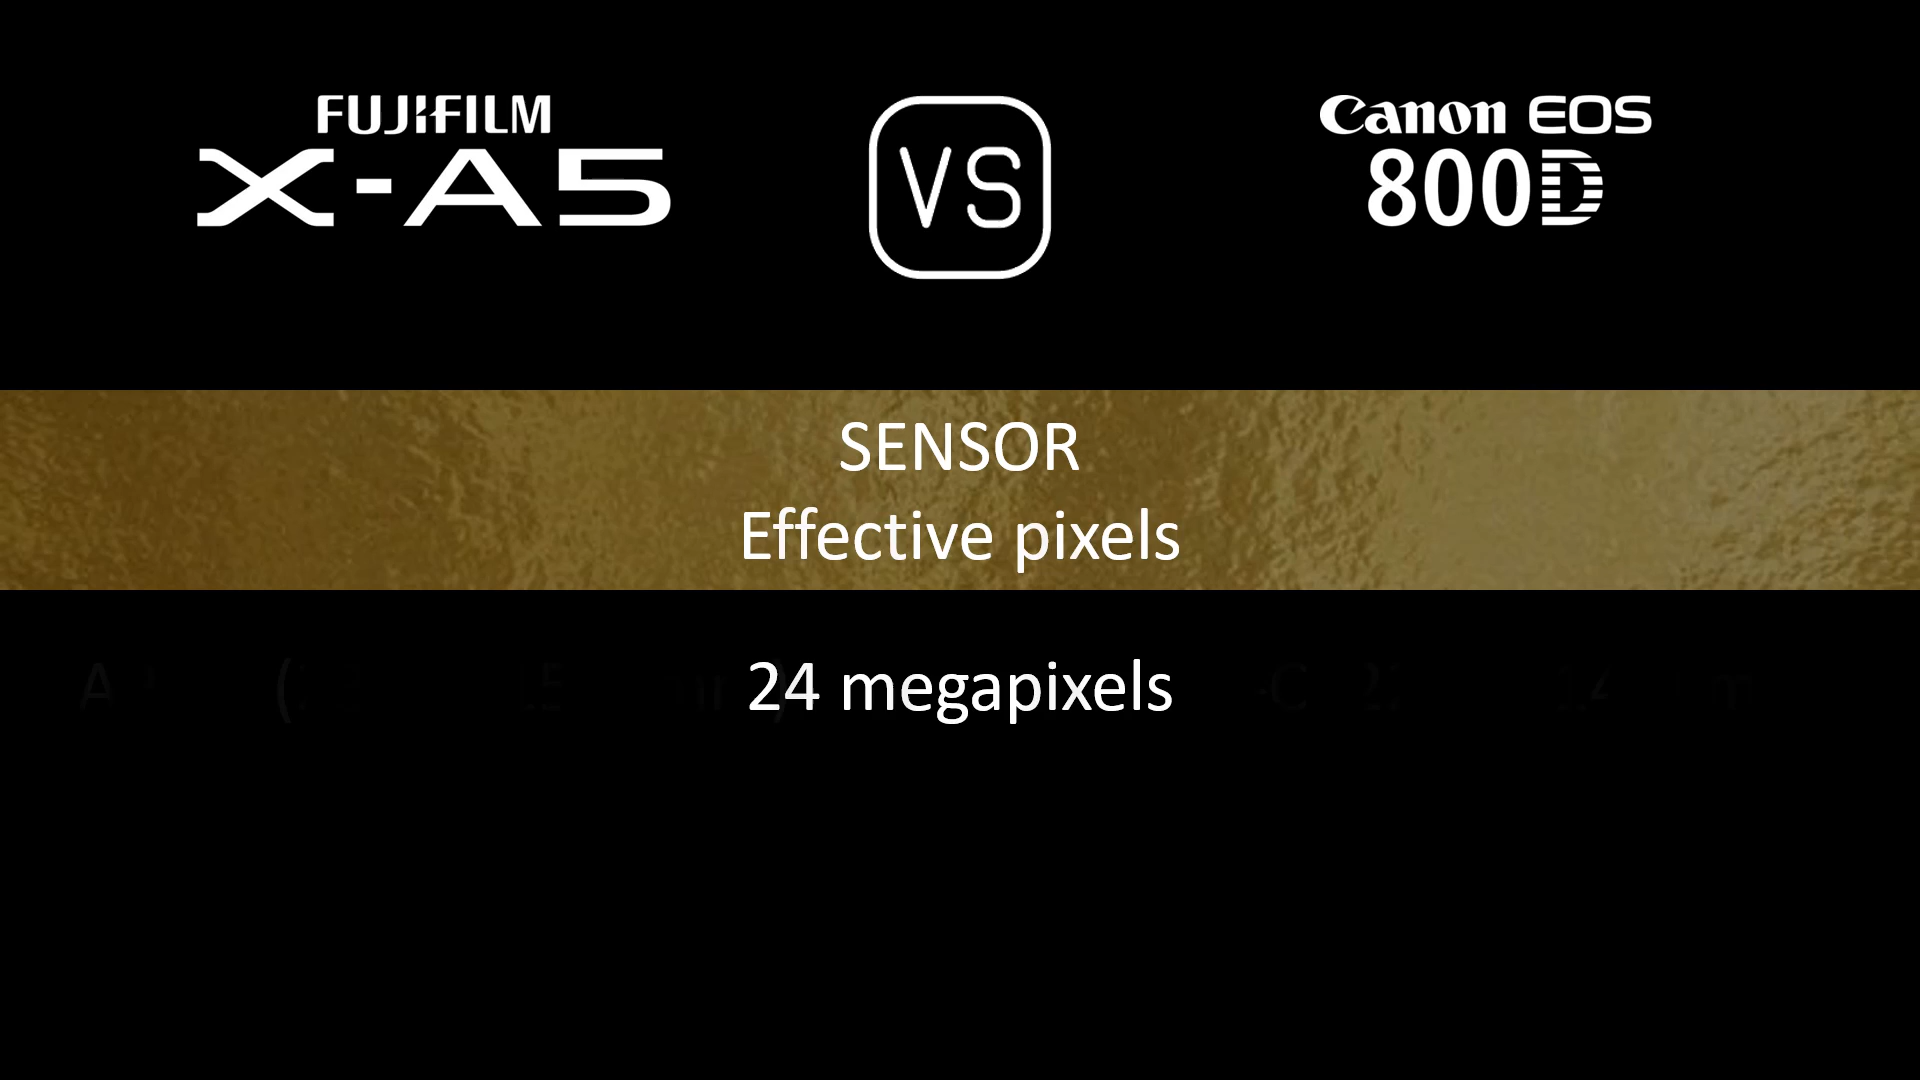 FUJIFILM
X-A5
VS
Canon EOS
800D
SENSOR
Effective pixels
24 megapixels